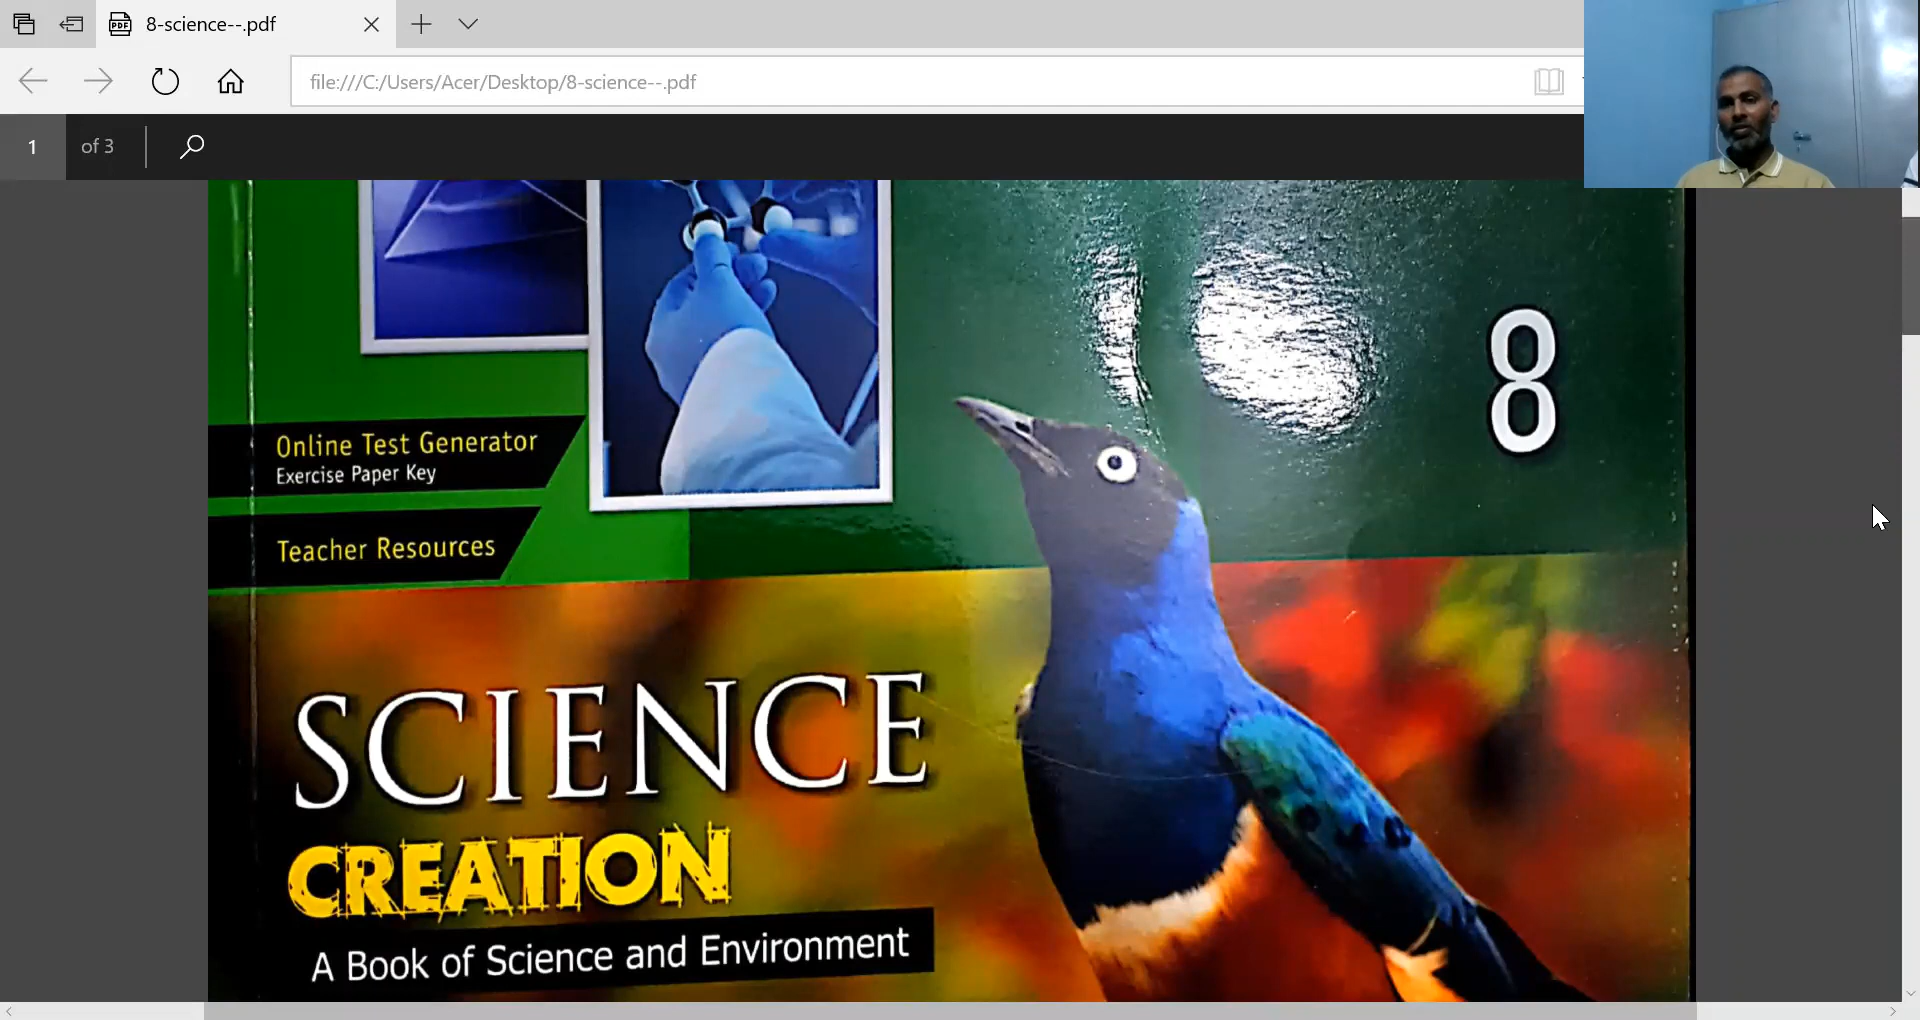 8-science--.pdf
file:///C:/Users/Acer/Desktop/8-science--.pdf
1 of 3
8
Online Test Generator
Exercise Paper Key
Teacher Resources
SCIENCE
CREATION
A Book of Science and Environment